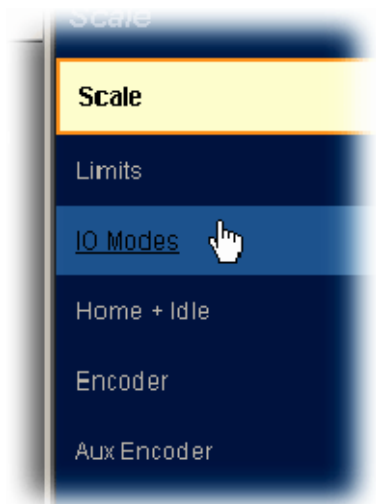 Scale
Scale
Limits
IO Modes
Home + Idle
Encoder
Aux Encoder